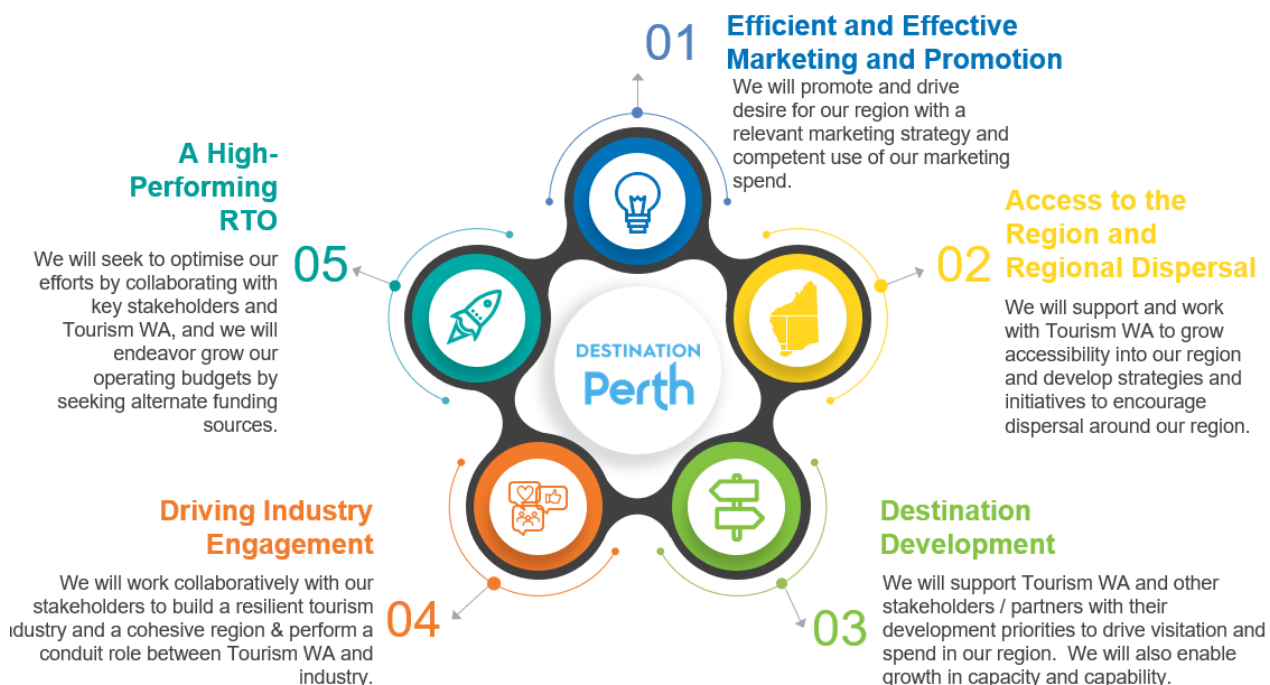 01
Efficient and Effective
Marketing and Promotion
We will promote and drive
desire for our region with a
relevant marketing strategy and
competent use of our marketing
spend.
02
Access to the
Region and
Regional Dispersal
We will support and work
with Tourism WA to grow
accessibility into our region
and develop strategies and
initiatives to encourage
dispersal around our region.
03
Destination
Development
We will support Tourism WA and other
stakeholders / partners with their
development priorities to drive visitation and
spend in our region.  We will also enable
growth in capacity and capability.
04
Driving Industry
Engagement
We will work collaboratively with our
stakeholders to build a resilient tourism
dustry and a cohesive region & perform a
conduit role between Tourism WA and
industry.
05
A High-
Performing
RTO
We will seek to optimise our
efforts by collaborating with
key stakeholders and
Tourism WA, and we will
endeavor grow our
operating budgets by
seeking alternate funding
sources.
DESTINATION
Perth